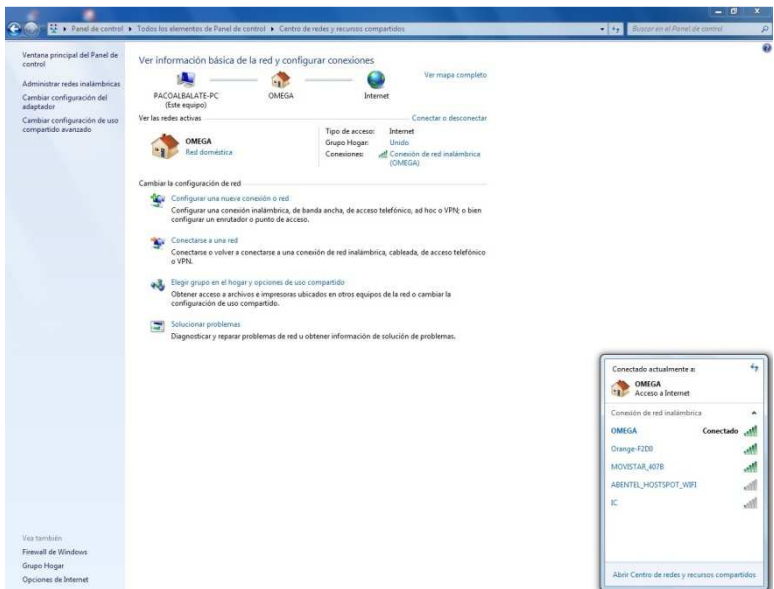 Panel de control ▸ Todos los elementos de Panel de control ▸ Centro de redes y recursos compartidos
Buscar en el Panel de control
Ventana principal del Panel de
control
Administrar redes inalámbricas
Cambiar configuración del
adaptador
Cambiar configuración de uso
compartido avanzado
Ver información básica de la red y configurar conexiones
Ver mapa completo
PACOALBALATE-PC
(Este equipo)
OMEGA
Internet
Ver las redes activas
Conectar o desconectar
OMEGA
Red doméstica
Tipo de acceso: Internet
Grupo Hogar: Unido
Conexiones: Conexión de red inalámbrica
(OMEGA)
Cambiar la configuración de red
Configurar una nueva conexión o red
Configurar una conexión inalámbrica, de banda ancha, de acceso telefónico, ad hoc o VPN; o bien
configurar un enrutador o punto de acceso.
Conectarse a una red
Conectarse o volver a conectarse a una conexión de red inalámbrica, cableada, de acceso telefónico
o VPN.
Elegir grupo en el hogar y opciones de uso compartido
Obtener acceso a archivos e impresoras ubicados en otros equipos de la red o cambiar la
configuración de uso compartido.
Solucionar problemas
Diagnosticar y reparar problemas de red u obtener información de solución de problemas.
Vea también
Firewall de Windows
Grupo Hogar
Opciones de Internet
Conectado actualmente a:
OMEGA
Acceso a Internet
Conexión de red inalámbrica
OMEGA Conectado
Orange-F2D0
MOVISTAR_407B
ABENTEL_HOSTSPOT_WIFI
IC
Abrir Centro de redes y recursos compartidos